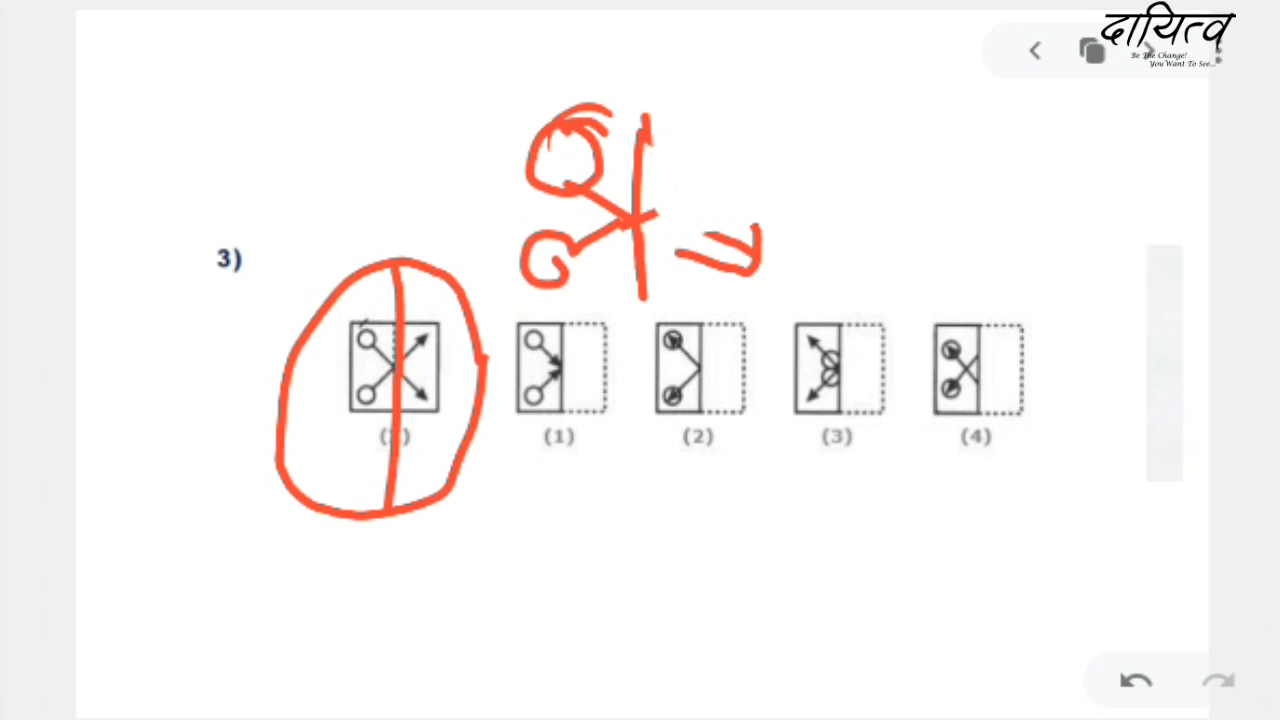 दायित्व
Be The Change!
You Want To See...
3)
(1)
(2)
(3)
(4)